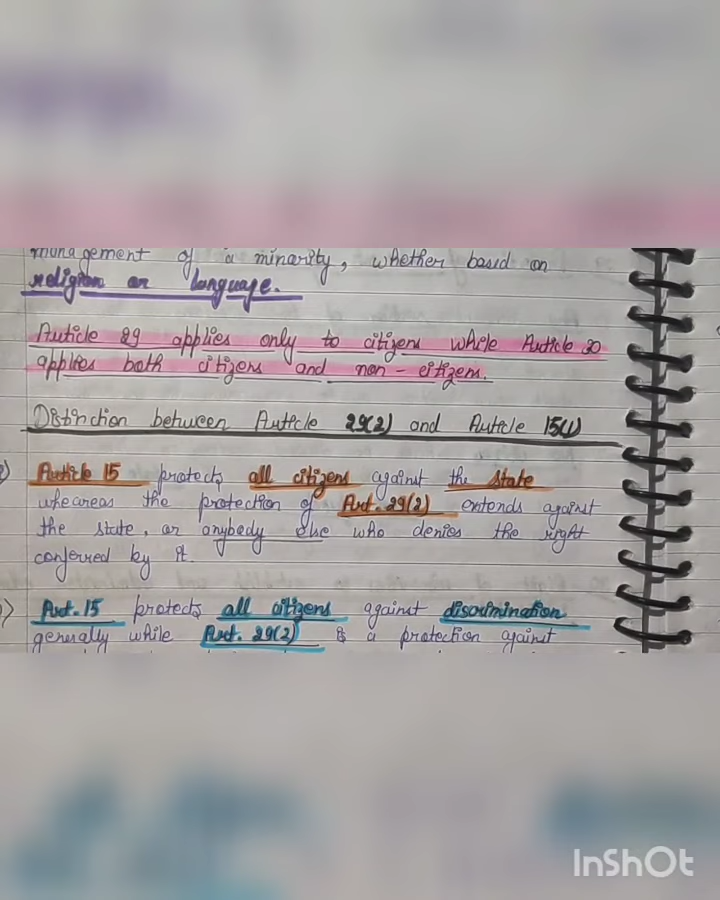 management of a minarity, whether based on
religion or language.
Article 29 applies only to citizens while Article 30
applies both citizens and non-citizens.
Distinction between Article 29(2) and Article 15(1)
Article 15 protects all citizens against the state
wheareas the protection of Art. 29(2) extends against
the state, or anybody else who denies the right
conferred by it.
Art. 15 protects all citizens against discrimination
generally while Art. 29(2) is a protection against
InShOt